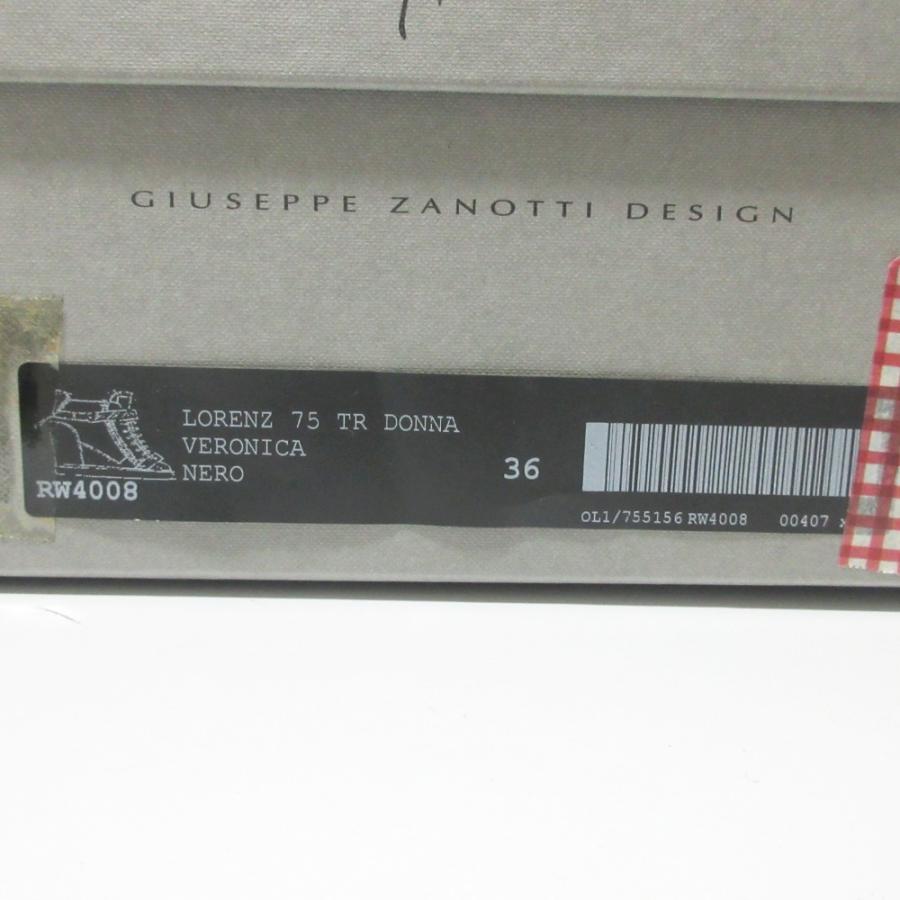 GIUSEPPE ZANOTTI DESIGN
LORENZ 75 TR DONNA
VERONICA
NERO
36
RW4008
OL1/755156 RW4008 00407